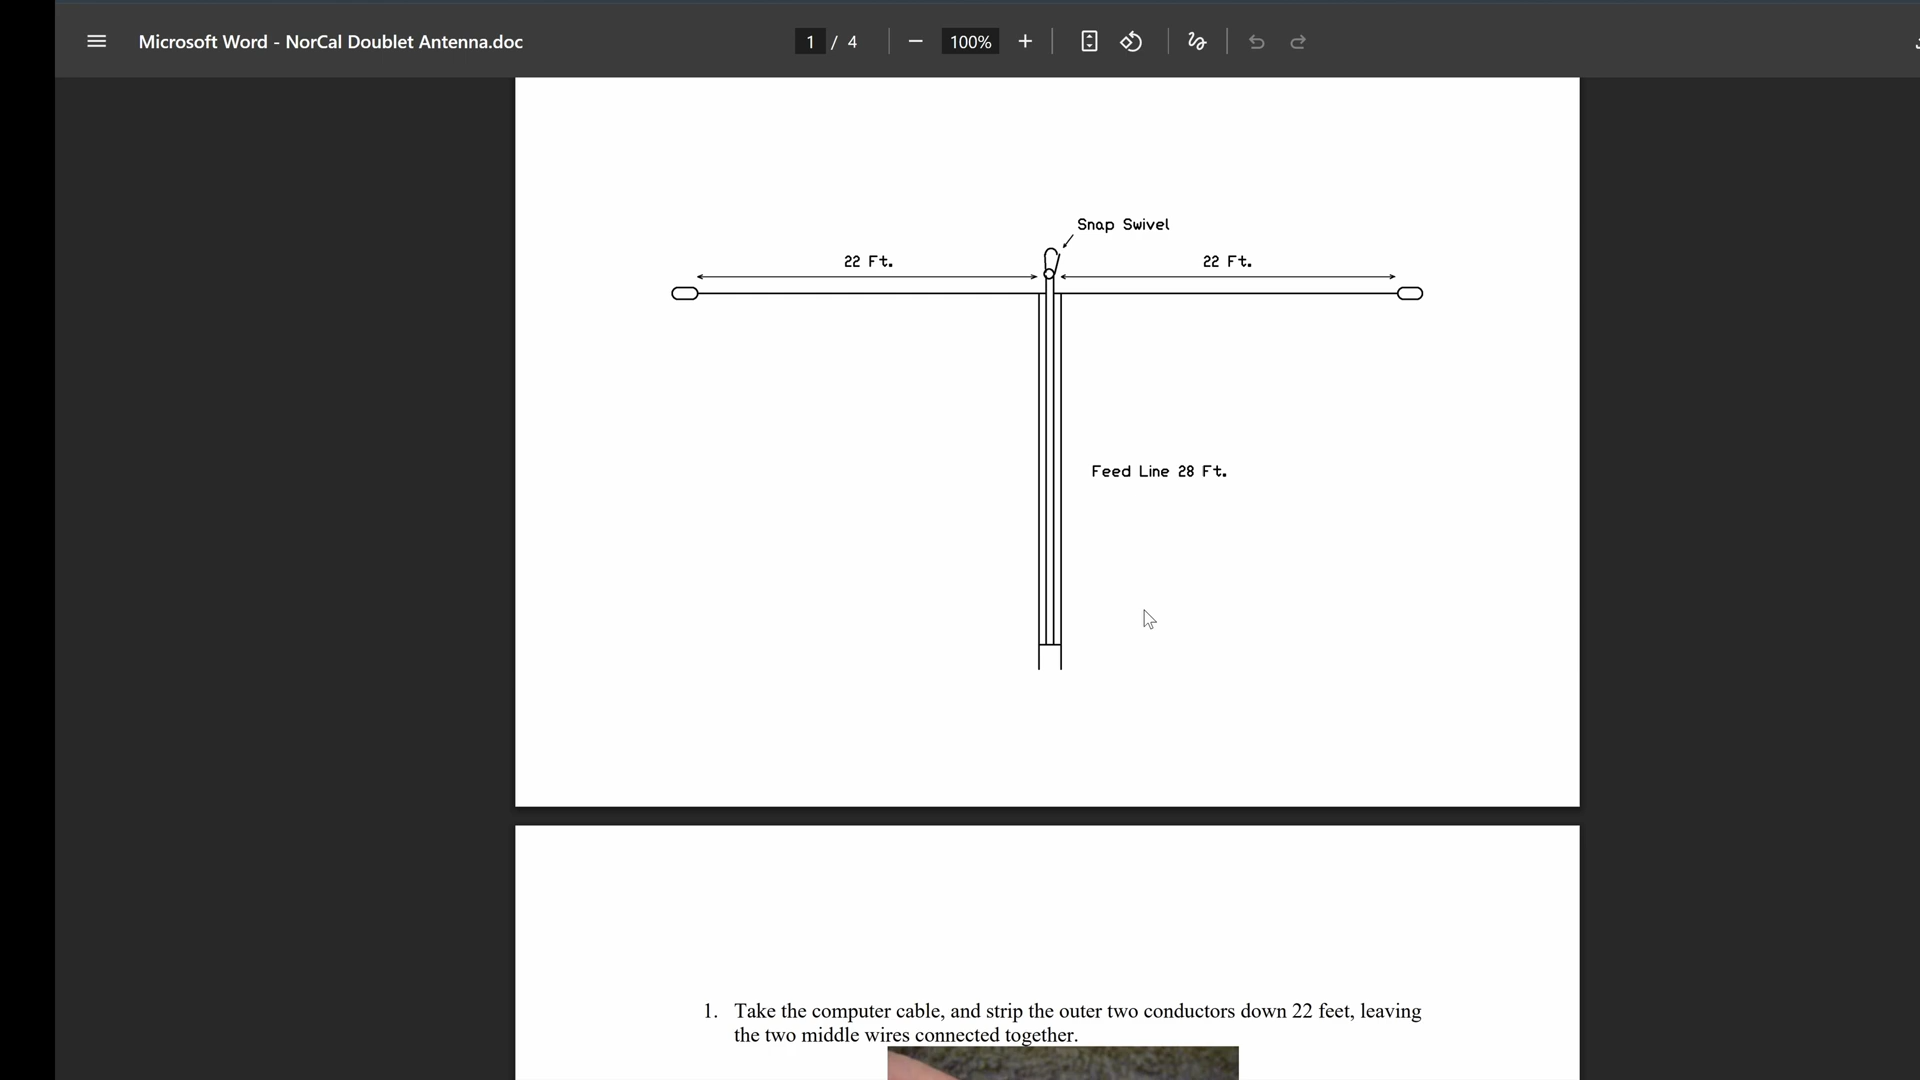 Microsoft Word - NorCal Doublet Antenna.doc
1 / 4
100%
Snap Swivel
22 Ft.
22 Ft.
Feed Line 28 Ft.
1. Take the computer cable, and strip the outer two conductors down 22 feet, leaving
the two middle wires connected together.